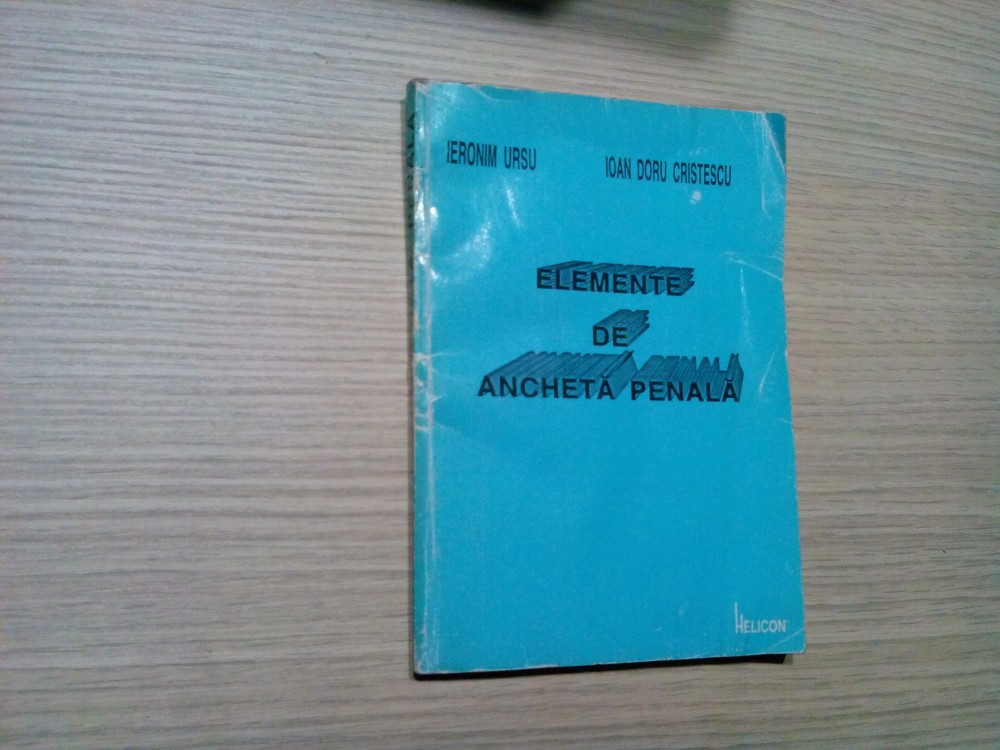 IERONIM URSU
IOAN DORU CRISTESCU
ELEMENTE
DE
ANCHETĂ PENALĂ
HELICON